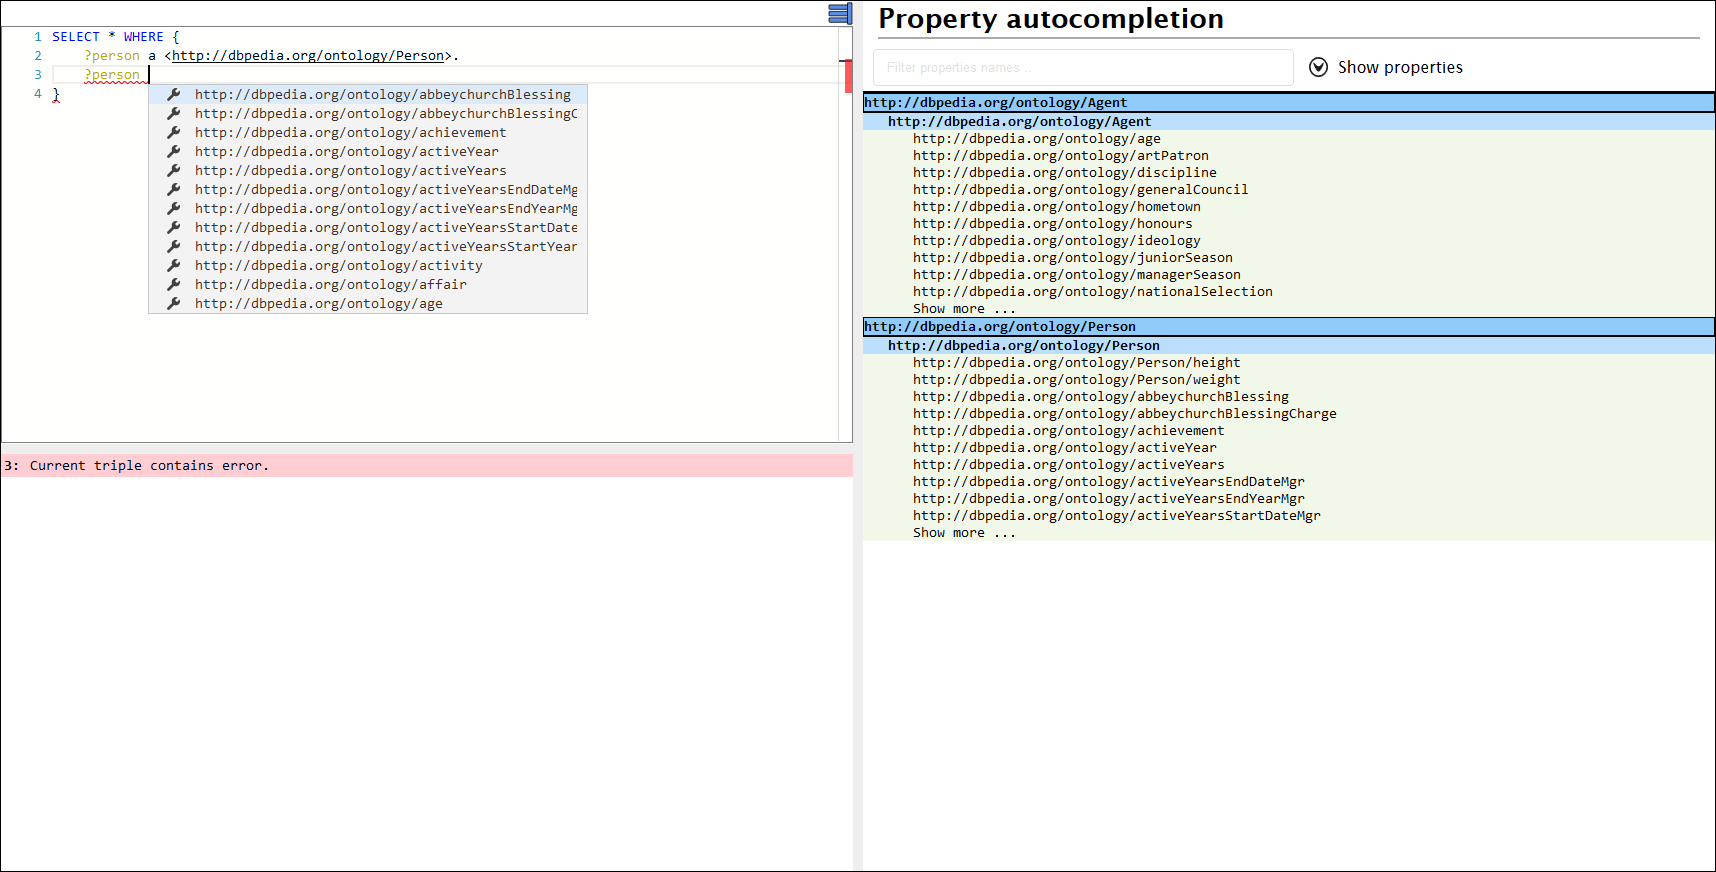 1 SELECT * WHERE {
2 ?person a <http://dbpedia.org/ontology/Person>.
3 ?person
4 }
http://dbpedia.org/ontology/abbeychurchBlessing
http://dbpedia.org/ontology/abbeychurchBlessingC
http://dbpedia.org/ontology/achievement
http://dbpedia.org/ontology/activeYear
http://dbpedia.org/ontology/activeYears
http://dbpedia.org/ontology/activeYearsEndDateMg
http://dbpedia.org/ontology/activeYearsEndYearMg
http://dbpedia.org/ontology/activeYearsStartDate
http://dbpedia.org/ontology/activeYearsStartYear
http://dbpedia.org/ontology/activity
http://dbpedia.org/ontology/affair
http://dbpedia.org/ontology/age
3: Current triple contains error.
Property autocompletion
Filter properties names ..
Show properties
http://dbpedia.org/ontology/Agent
http://dbpedia.org/ontology/Agent
http://dbpedia.org/ontology/age
http://dbpedia.org/ontology/artPatron
http://dbpedia.org/ontology/discipline
http://dbpedia.org/ontology/generalCouncil
http://dbpedia.org/ontology/hometown
http://dbpedia.org/ontology/honours
http://dbpedia.org/ontology/ideology
http://dbpedia.org/ontology/juniorSeason
http://dbpedia.org/ontology/managerSeason
http://dbpedia.org/ontology/nationalSelection
Show more ...
http://dbpedia.org/ontology/Person
http://dbpedia.org/ontology/Person
http://dbpedia.org/ontology/Person/height
http://dbpedia.org/ontology/Person/weight
http://dbpedia.org/ontology/abbeychurchBlessing
http://dbpedia.org/ontology/abbeychurchBlessingCharge
http://dbpedia.org/ontology/achievement
http://dbpedia.org/ontology/activeYear
http://dbpedia.org/ontology/activeYears
http://dbpedia.org/ontology/activeYearsEndDateMgr
http://dbpedia.org/ontology/activeYearsEndYearMgr
http://dbpedia.org/ontology/activeYearsStartDateMgr
Show more ...